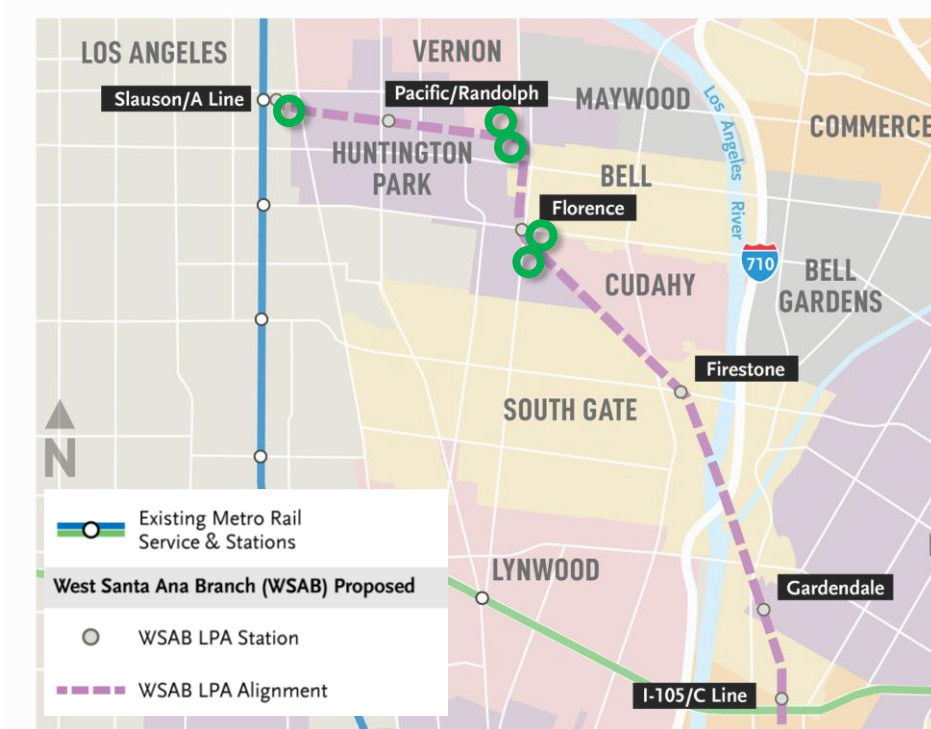 LOS ANGELES
VERNON
Slauson/A Line
Pacific/Randolph
MAYWOOD
COMMERCE
HUNTINGTON
PARK
Los Angeles River
BELL
Florence
710
CUDAHY
BELL
GARDENS
Firestone
SOUTH GATE
N
Existing Metro Rail
Service & Stations
West Santa Ana Branch (WSAB) Proposed
WSAB LPA Station
WSAB LPA Alignment
LYNWOOD
Gardendale
I-105/C Line